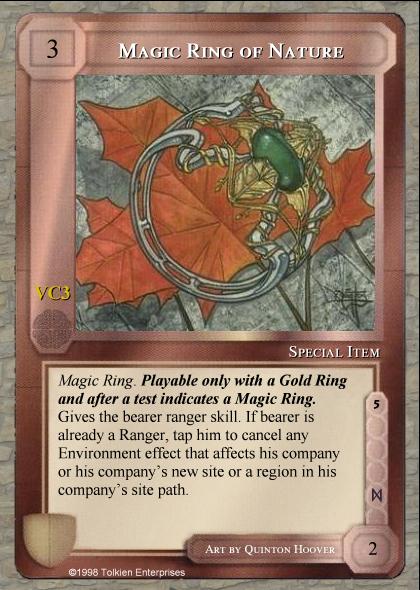 3
Magic Ring of Nature
VC3
Special Item
Magic Ring. Playable only with a Gold Ring
and after a test indicates a Magic Ring.
Gives the bearer ranger skill. If bearer is
already a Ranger, tap him to cancel any
Environment effect that affects his company
or his company's new site or a region in his
company's site path.
5
Art by Quinton Hoover
2
©1998 Tolkien Enterprises